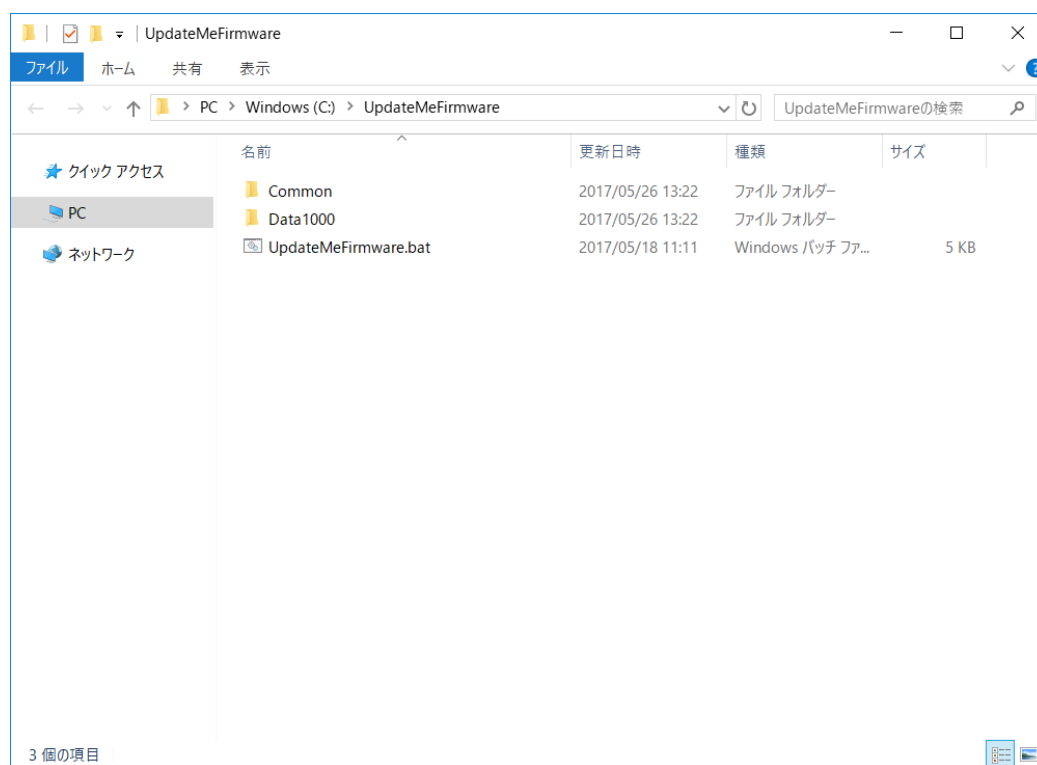 UpdateMeFirmware
ファイル ホーム 共有 表示
PC Windows (C:) UpdateMeFirmware UpdateMeFirmwareの検索
名前 更新日時 種類 サイズ
クイック アクセス
PC
ネットワーク
Common 2017/05/26 13:22 ファイル フォルダー
Data1000 2017/05/26 13:22 ファイル フォルダー
UpdateMeFirmware.bat 2017/05/18 11:11 Windows バッチ ファ... 5 KB
3 個の項目